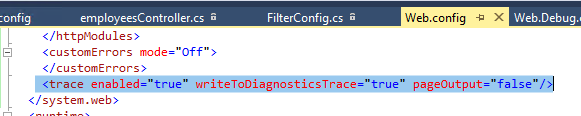 config
employeesController.cs
FilterConfig.cs
Web.config
Web.Debug.
</httpModules>
<customErrors mode="Off">
</customErrors>
<trace enabled="true" writeToDiagnosticsTrace="true" pageOutput="false"/>
</system.web>
<runtime>